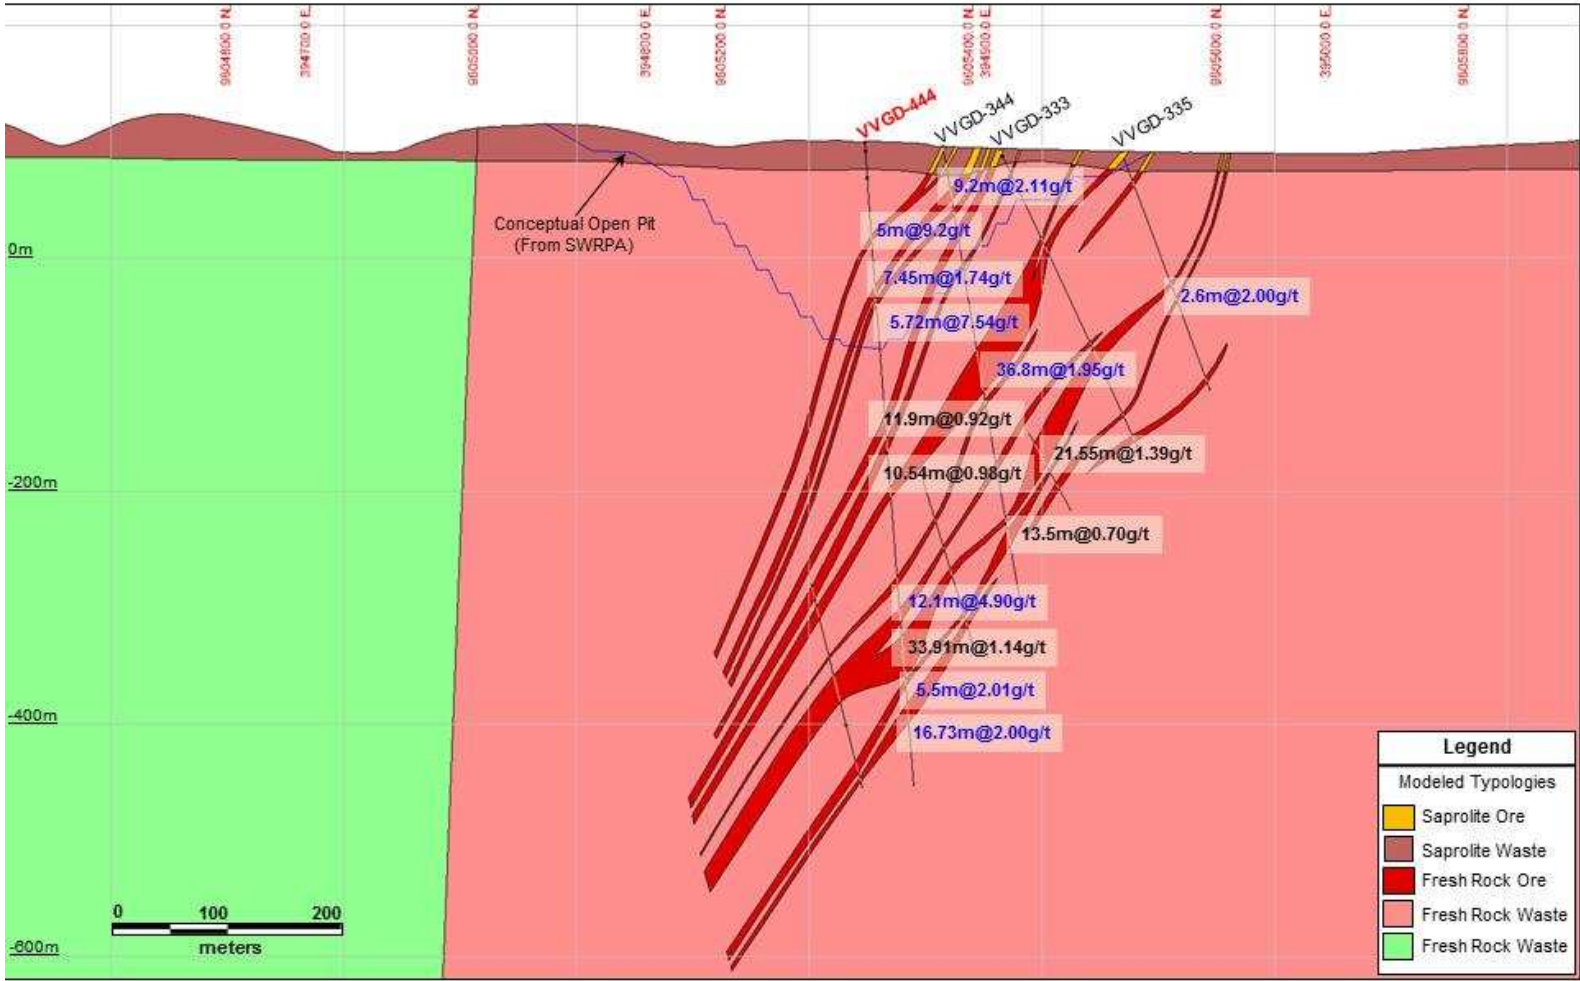 9604800.0 N
394700.0 E
9605000.0 N
394800.0 E
9605200.0 N
9605400.0 N
394900.0 E
9605600.0 N
395000.0 E
9605800.0 N
VVGD-444
VVGD-344
VVGD-333
VVGD-335
9.2m@2.11g/t
Conceptual Open Pit
(From SWRPA)
5m@9.2g/t
0m
7.45m@1.74g/t
2.6m@2.00g/t
5.72m@7.54g/t
36.8m@1.95g/t
11.9m@0.92g/t
21.55m@1.39g/t
10.54m@0.98g/t
-200m
13.5m@0.70g/t
12.1m@4.90g/t
33.91m@1.14g/t
5.5m@2.01g/t
-400m
16.73m@2.00g/t
Legend
Modeled Typologies
Saprolite Ore
Saprolite Waste
Fresh Rock Ore
Fresh Rock Waste
Fresh Rock Waste
0 100 200
meters
-600m